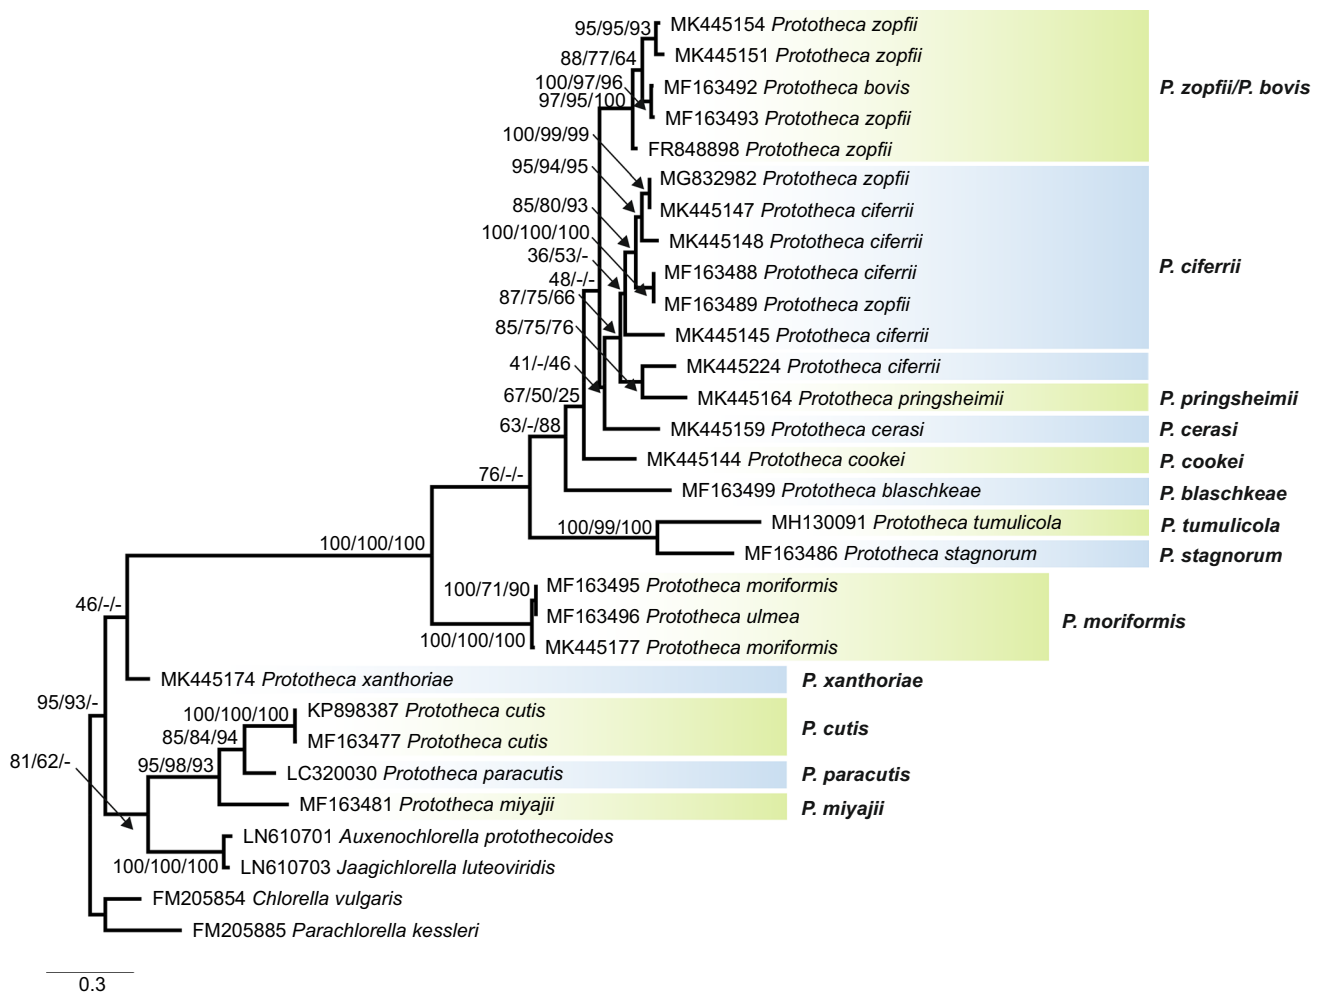 95/95/93
MK445154 Prototheca zopfii
MK445151 Prototheca zopfii
88/77/64
100/97/96
MF163492 Prototheca bovis
P. zopfii/P. bovis
97/95/100
MF163493 Prototheca zopfii
100/99/99
FR848898 Prototheca zopfii
95/94/95
MG832982 Prototheca zopfii
85/80/93
MK445147 Prototheca ciferrii
100/100/100
MK445148 Prototheca ciferrii
36/53/-
MF163488 Prototheca ciferrii
P. ciferrii
48/-/-
87/75/66
MF163489 Prototheca zopfii
85/75/76
MK445145 Prototheca ciferrii
41/-/46
MK445224 Prototheca ciferrii
67/50/25
MK445164 Prototheca pringsheimii
P. pringsheimii
63/-/88
MK445159 Prototheca cerasi
P. cerasi
MK445144 Prototheca cookei
P. cookei
76/-/-
MF163499 Prototheca blaschkeae
P. blaschkeae
100/99/100
MH130091 Prototheca tumulicola
P. tumulicola
100/100/100
MF163486 Prototheca stagnorum
P. stagnorum
100/71/90
MF163495 Prototheca moriformis
46/-/-
MF163496 Prototheca ulmea
P. moriformis
100/100/100
MK445177 Prototheca moriformis
MK445174 Prototheca xanthoriae
P. xanthoriae
95/93/-
100/100/100
KP898387 Prototheca cutis
P. cutis
85/84/94
MF163477 Prototheca cutis
81/62/-
95/98/93
LC320030 Prototheca paracutis
P. paracutis
MF163481 Prototheca miyajii
P. miyajii
LN610701 Auxenochlorella protothecoides
100/100/100
LN610703 Jaagichlorella luteoviridis
FM205854 Chlorella vulgaris
FM205885 Parachlorella kessleri
0.3